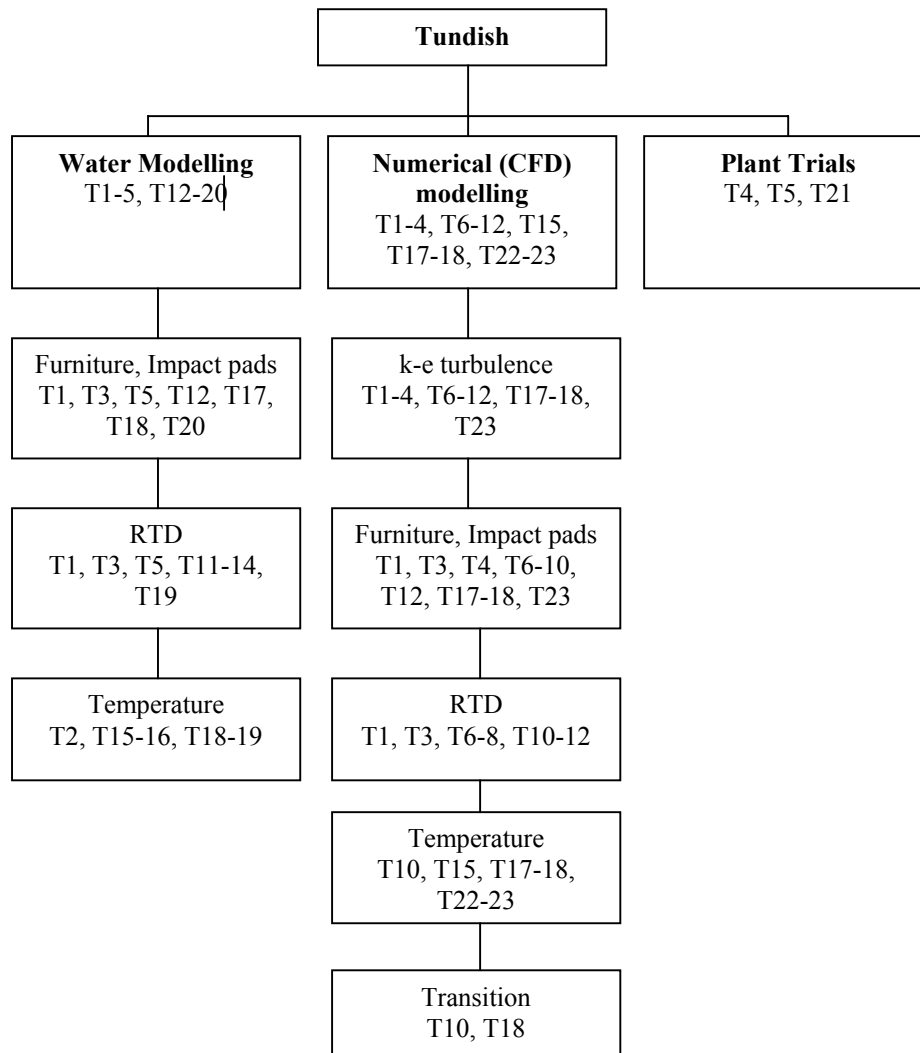 Tundish
Water Modelling
T1-5, T12-20
Numerical (CFD)
modelling
T1-4, T6-12, T15,
T17-18, T22-23
Plant Trials
T4, T5, T21
Furniture, Impact pads
T1, T3, T5, T12, T17,
T18, T20
k-e turbulence
T1-4, T6-12, T17-18,
T23
RTD
T1, T3, T5, T11-14,
T19
Furniture, Impact pads
T1, T3, T4, T6-10,
T12, T17-18, T23
Temperature
T2, T15-16, T18-19
RTD
T1, T3, T6-8, T10-12
Temperature
T10, T15, T17-18,
T22-23
Transition
T10, T18